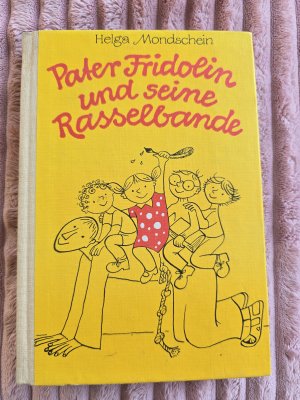 Helga Mondschein
Pater Fridolin
und seine
Rasselbande